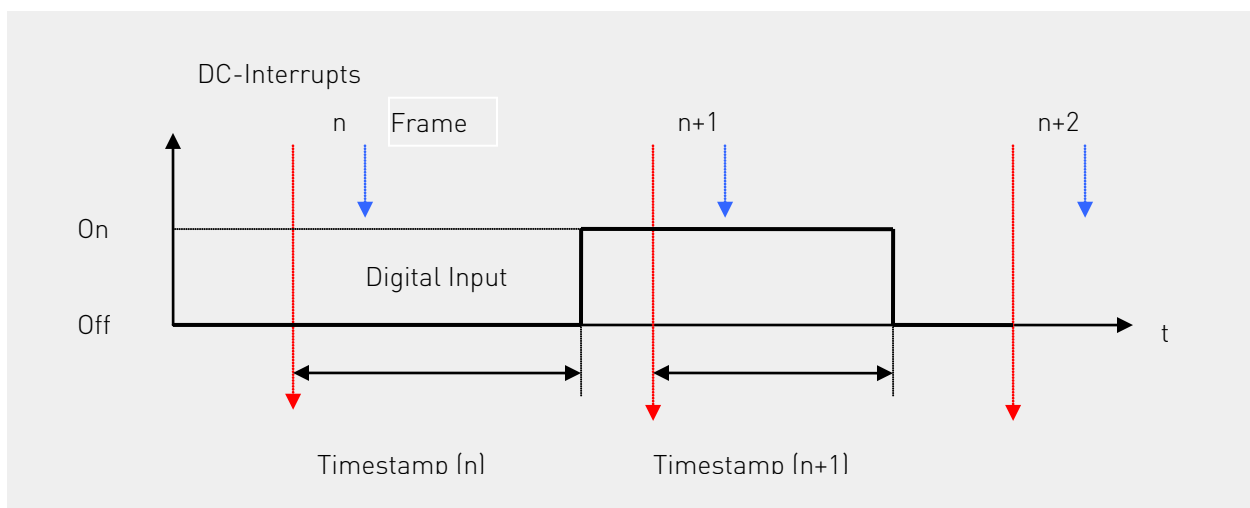 DC-Interrupts
n Frame n+1 n+2
On
Digital Input
Off
t
Timestamp (n) Timestamp (n+1)